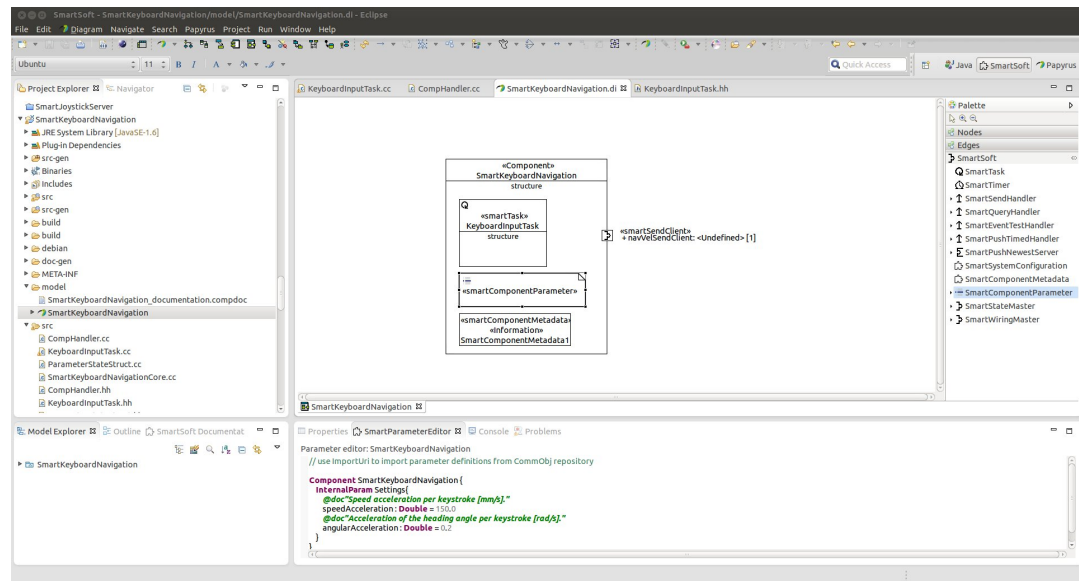 SmartSoft - SmartKeyboardNavigation/model/SmartKeyboardNavigation.di - Eclipse
File Edit Diagram Navigate Search Papyrus Project Run Window Help
Ubuntu 11 B I A
Quick Access Java SmartSoft Papyrus
Project Explorer Navigator
SmartJoystickServer
SmartKeyboardNavigation
JRE System Library [JavaSE-1.6]
Plug-in Dependencies
src-gen
Binaries
Includes
src
src-gen
build
build
debian
doc-gen
META-INF
model
SmartKeyboardNavigation_documentation.compdoc
SmartKeyboardNavigation
src
CompHandler.cc
KeyboardInputTask.cc
ParameterStateStruct.cc
SmartKeyboardNavigationCore.cc
CompHandler.hh
KeyboardInputTask.hh
KeyboardInputTask.cc CompHandler.cc SmartKeyboardNavigation.di KeyboardInputTask.hh
«Component»
SmartKeyboardNavigation
structure
«smartTask»
KeyboardInputTask
structure
«smartSendClient»
+ navVelSendClient: <Undefined> [1]
«smartComponentParameter»
«smartComponentMetadata»
«Information»
SmartComponentMetadata1
SmartKeyboardNavigation
Palette
Nodes
Edges
SmartSoft
SmartTask
SmartTimer
SmartSendHandler
SmartQueryHandler
SmartEventTestHandler
SmartPushTimedHandler
SmartPushNewestServer
SmartSystemConfiguration
SmartComponentMetadata
SmartComponentParameter
SmartStateMaster
SmartWiringMaster
Model Explorer Outline SmartSoft Documentat
SmartKeyboardNavigation
Properties SmartParameterEditor Console Problems
Parameter editor: SmartKeyboardNavigation
// use ImportUri to import parameter definitions from CommObj repository
Component SmartKeyboardNavigation {
InternalParam Settings{
@doc"Speed acceleration per keystroke [mm/s]."
speedAcceleration : Double = 150.0
@doc"Acceleration of the heading angle per keystroke [rad/s]."
angularAcceleration : Double = 0.2
}
}